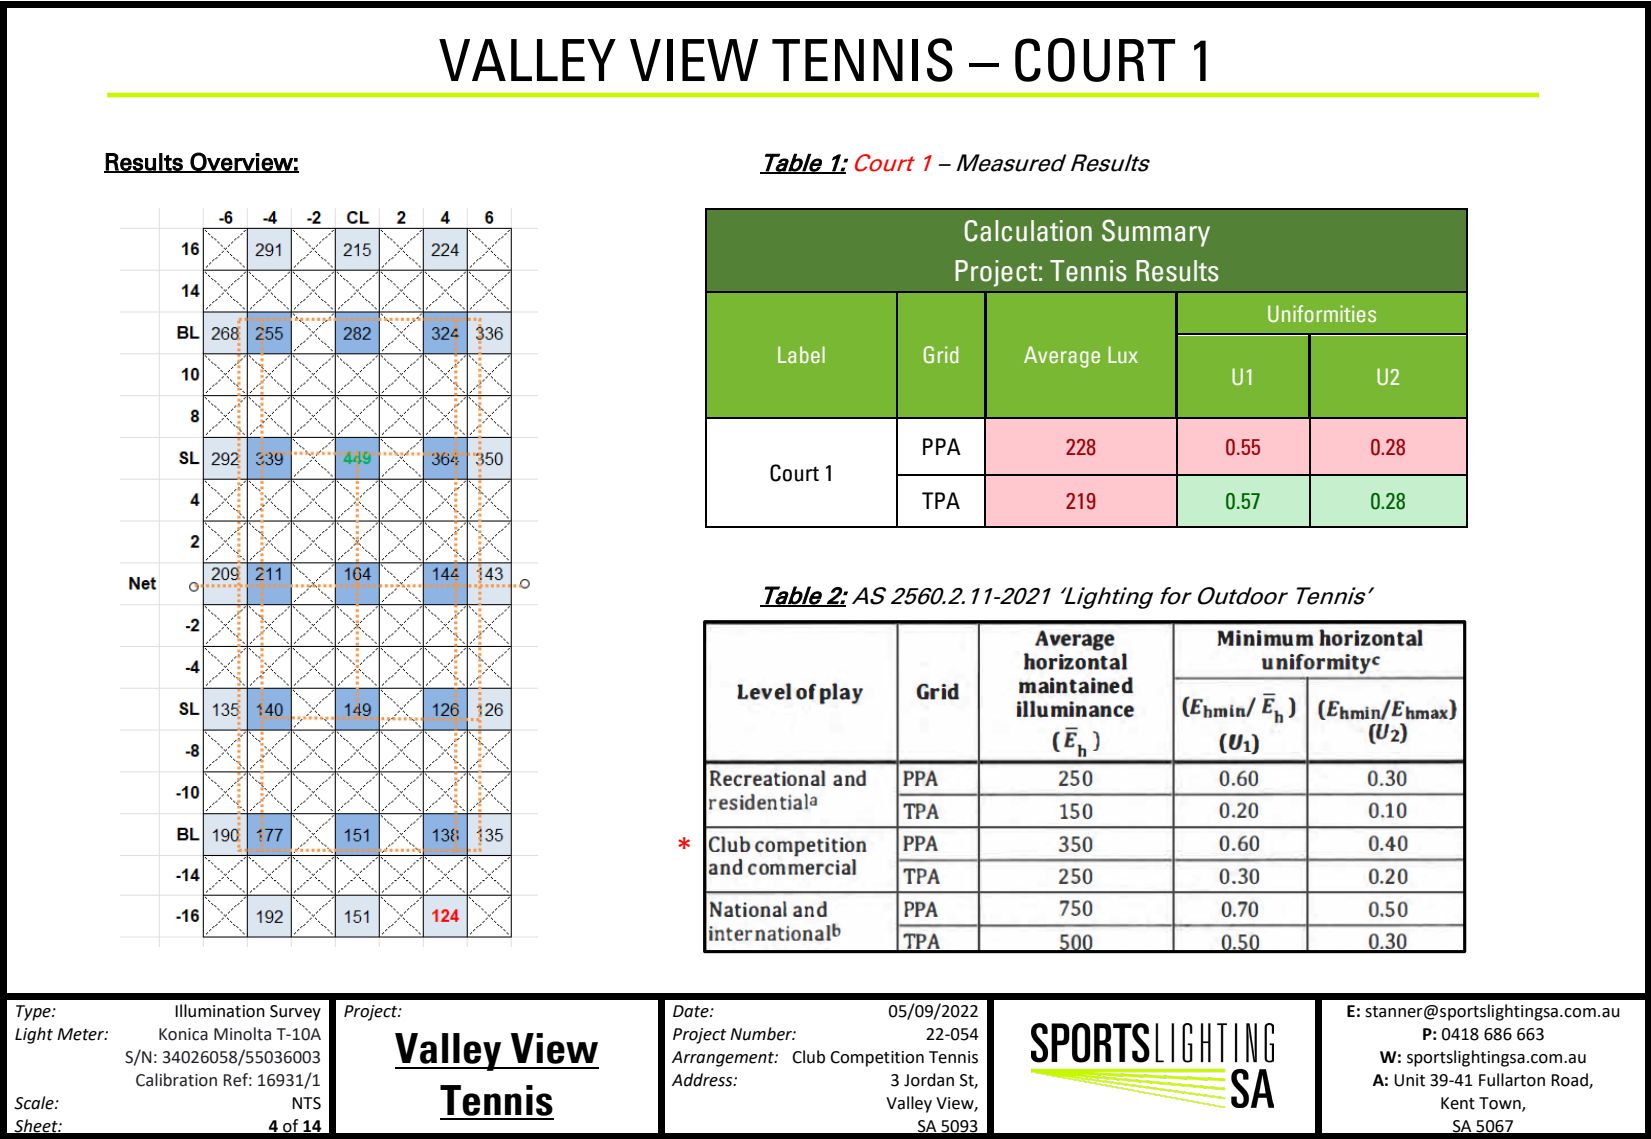 VALLEY VIEW TENNIS – COURT 1
Results Overview:
-6 -4 -2 CL 2 4 6
16 291 215 224
14
BL 268 255 282 324 336
10
8
SL 292 339 449 364 350
4
2
Net 209 211 164 144 143
-2
-4
SL 135 140 149 126 126
-8
-10
BL 190 177 151 138 135
-14
-16 192 151 124
Table 1: Court 1 – Measured Results
Calculation Summary
Project: Tennis Results
Label Grid Average Lux Uniformities
U1 U2
Court 1
PPA 228 0.55 0.28
TPA 219 0.57 0.28
Table 2: AS 2560.2.11-2021 ‘Lighting for Outdoor Tennis’
Level of play
Grid
Average
horizontal
maintained
illuminance
(E̅h)
Minimum horizontal
uniformityᶜ
(Ehmin/ E̅h)
(U1)
(Ehmin/Ehmax)
(U2)
Recreational and
residentialᵃ
PPA 250 0.60 0.30
TPA 150 0.20 0.10
* Club competition
and commercial
PPA 350 0.60 0.40
TPA 250 0.30 0.20
National and
internationalᵇ
PPA 750 0.70 0.50
TPA 500 0.50 0.30
Type: Illumination Survey
Light Meter: Konica Minolta T-10A
S/N: 34026058/55036003
Calibration Ref: 16931/1
Scale: NTS
Sheet: 4 of 14
Project:
Valley View
Tennis
Date: 05/09/2022
Project Number: 22-054
Arrangement: Club Competition Tennis
Address: 3 Jordan St,
Valley View,
SA 5093
SPORTSLIGHTING
SA
E: stanner@sportslightingsa.com.au
P: 0418 686 663
W: sportslightingsa.com.au
A: Unit 39-41 Fullarton Road,
Kent Town,
SA 5067